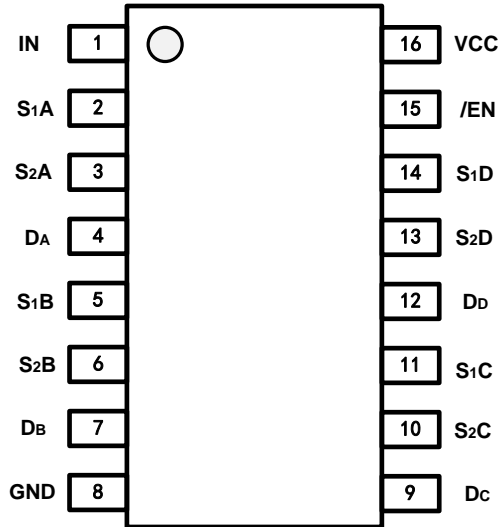 IN 1 16 VCC
S1A 2 15 /EN
S2A 3 14 S1D
DA 4 13 S2D
S1B 5 12 DD
S2B 6 11 S1C
DB 7 10 S2C
GND 8 9 DC